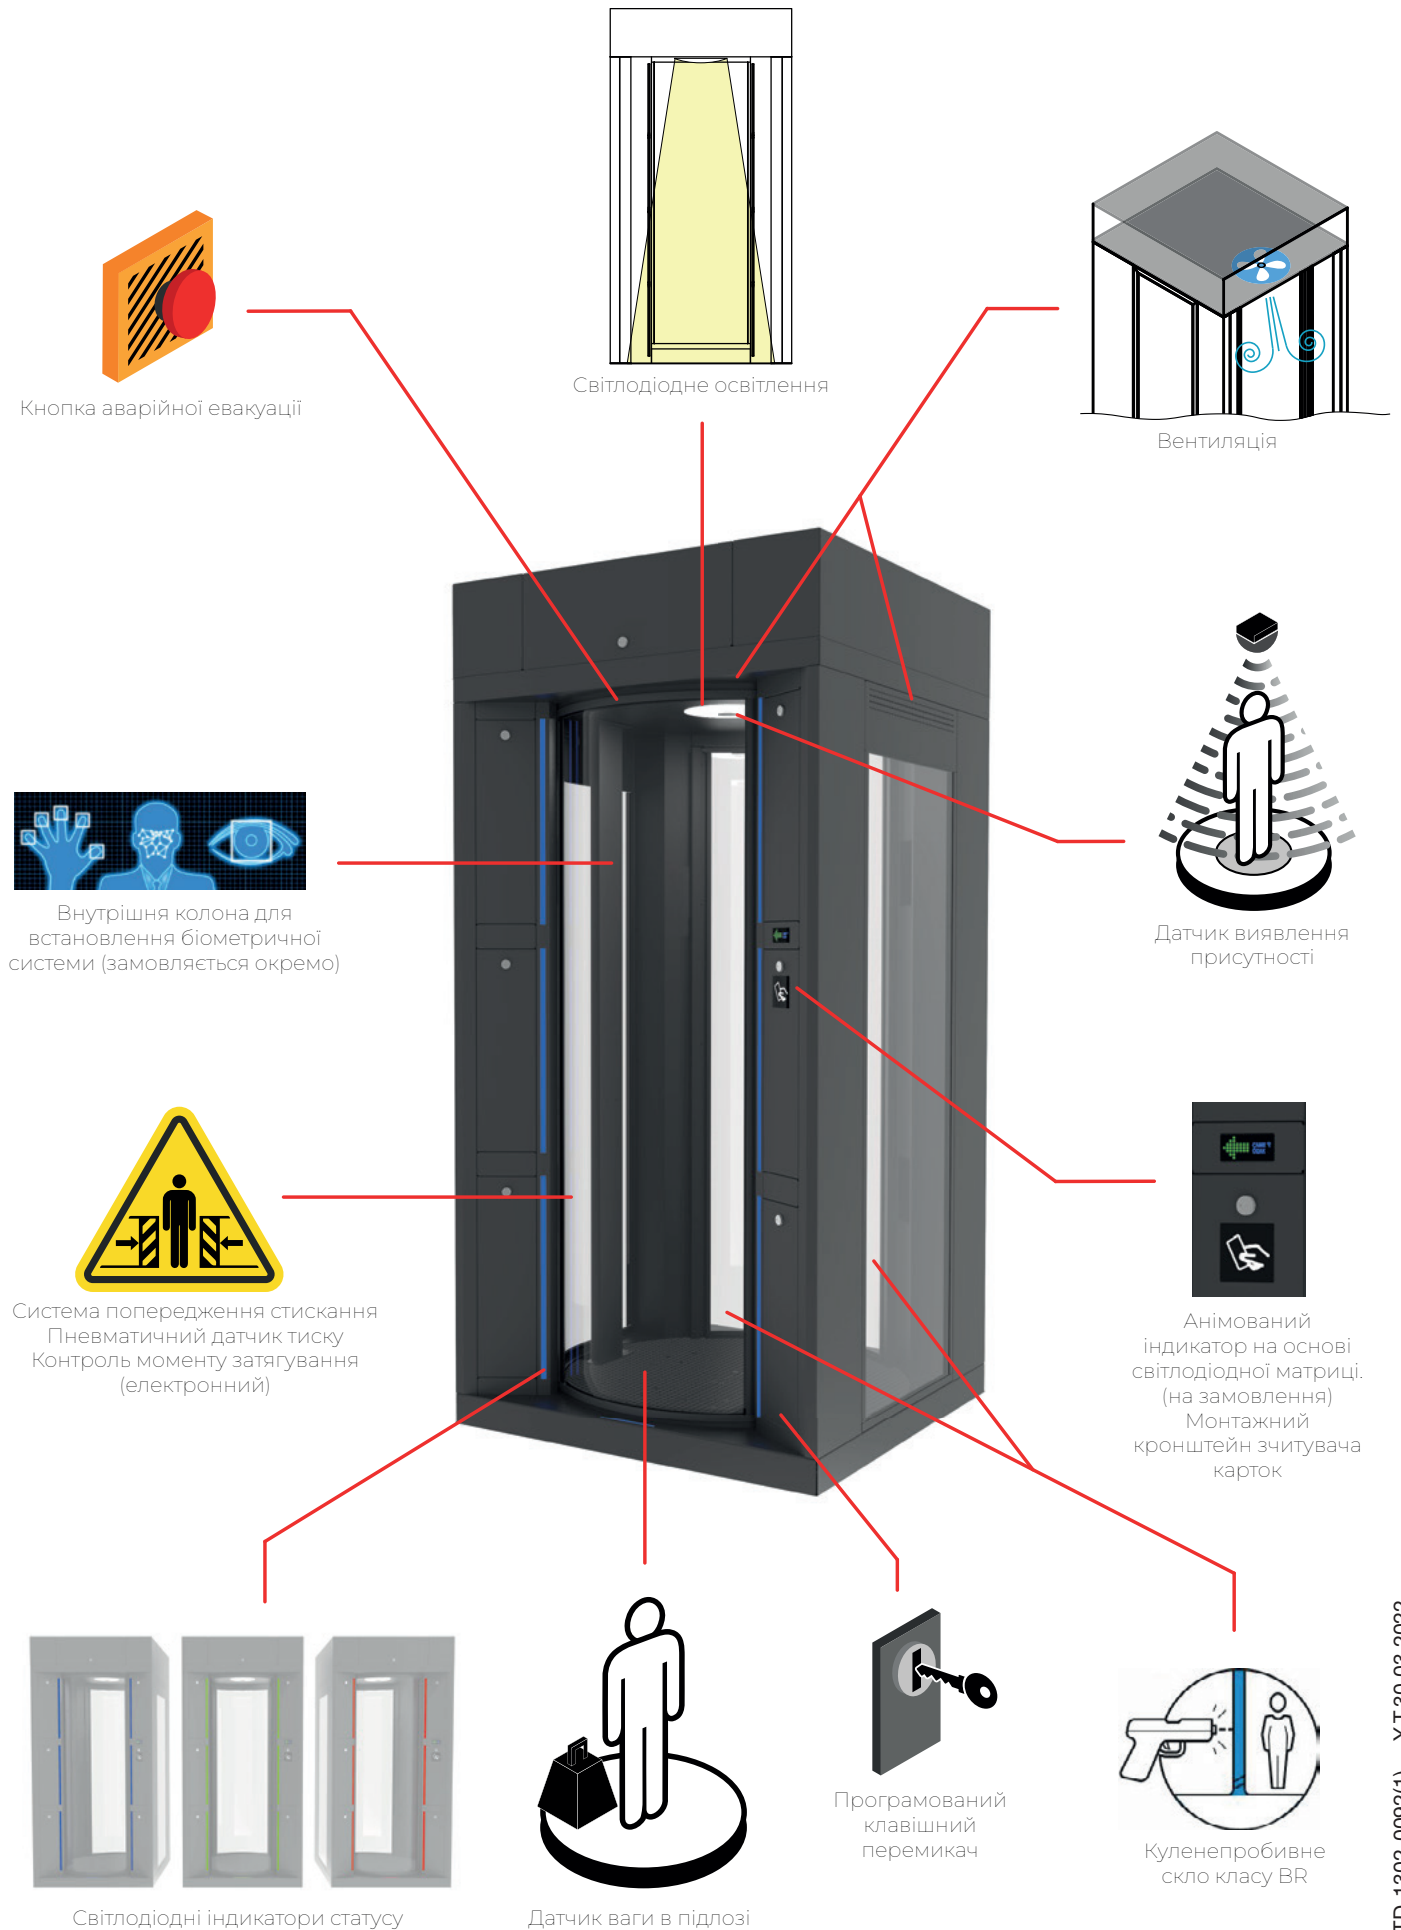 Світлодіодне освітлення
Кнопка аварійної евакуації
Вентиляція
Внутрішня колона для
встановлення біометричної
системи (замовляється окремо)
Датчик виявлення
присутності
Система попередження стискання
Пневматичний датчик тиску
Контроль моменту затягування
(електронний)
Анімований
індикатор на основі
світлодіодної матриці.
(на замовлення)
Монтажний
кронштейн зчитувача
карток
Програмований
клавішний
перемикач
Куленепробивне
скло класу BR
Світлодіодні індикатори статусу
Датчик ваги в підлозі